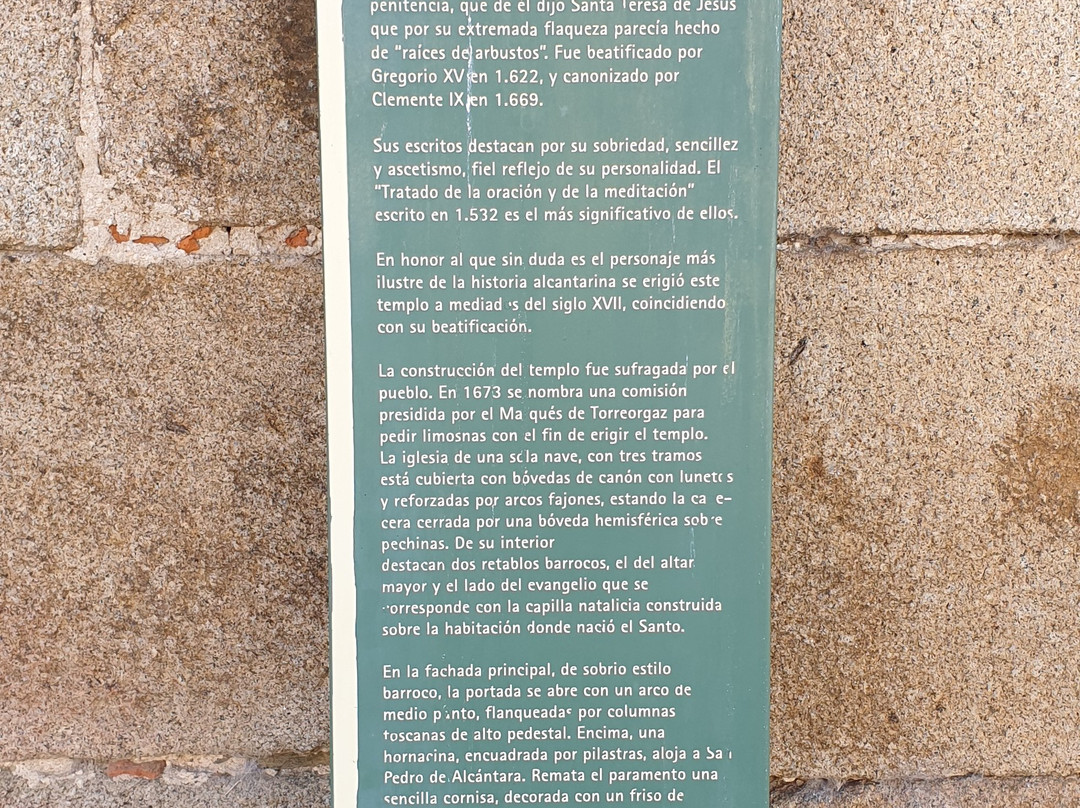 penitencia, que de él dijo Santa Teresa de Jesús
que por su extremada flaqueza parecía hecho
de "raíces de arbustos". Fue beatificado por
Gregorio XV en 1.622, y canonizado por
Clemente IX en 1.669.
Sus escritos destacan por su sobriedad, sencillez
y ascetismo, fiel reflejo de su personalidad. El
"Tratado de la oración y de la meditación"
escrito en 1.532 es el más significativo de ellos.
En honor al que sin duda es el personaje más
ilustre de la historia alcantarina se erigió este
templo a mediados del siglo XVII, coincidiendo
con su beatificación.
La construcción del templo fue sufragada por el
pueblo. En 1673 se nombra una comisión
presidida por el Marqués de Torreorgaz para
pedir limosnas con el fin de erigir el templo.
La iglesia de una sola nave, con tres tramos
está cubierta con bóvedas de canón con lunetos
y reforzadas por arcos fajones, estando la cabe-
cera cerrada por una bóveda hemisférica sobre
pechinas. De su interior
destacan dos retablos barrocos, el del altar
mayor y el lado del evangelio que se
corresponde con la capilla natalicia construida
sobre la habitación donde nació el Santo.
En la fachada principal, de sobrio estilo
barroco, la portada se abre con un arco de
medio punto, flanqueadas por columnas
toscanas de alto pedestal. Encima, una
hornacina, encuadrada por pilastras, aloja a San
Pedro de Alcántara. Remata el paramento una
sencilla cornisa, decorada con un friso de